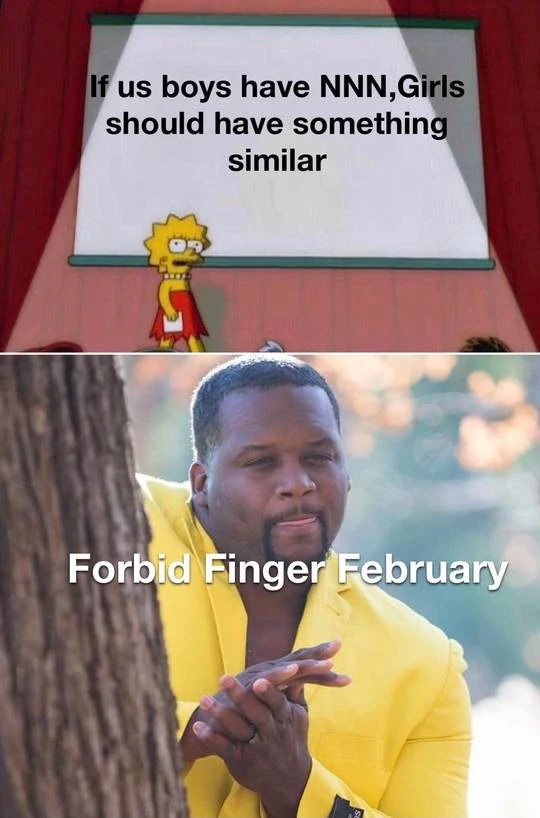 If us boys have NNN,Girls
should have something
similar
Forbid Finger February